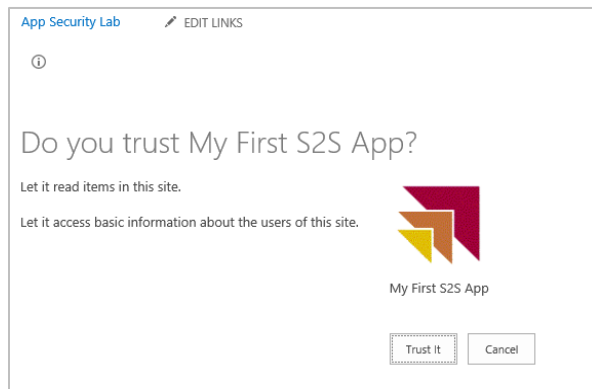 App Security Lab EDIT LINKS
Do you trust My First S2S App?
Let it read items in this site.
Let it access basic information about the users of this site.
My First S2S App
Trust It Cancel